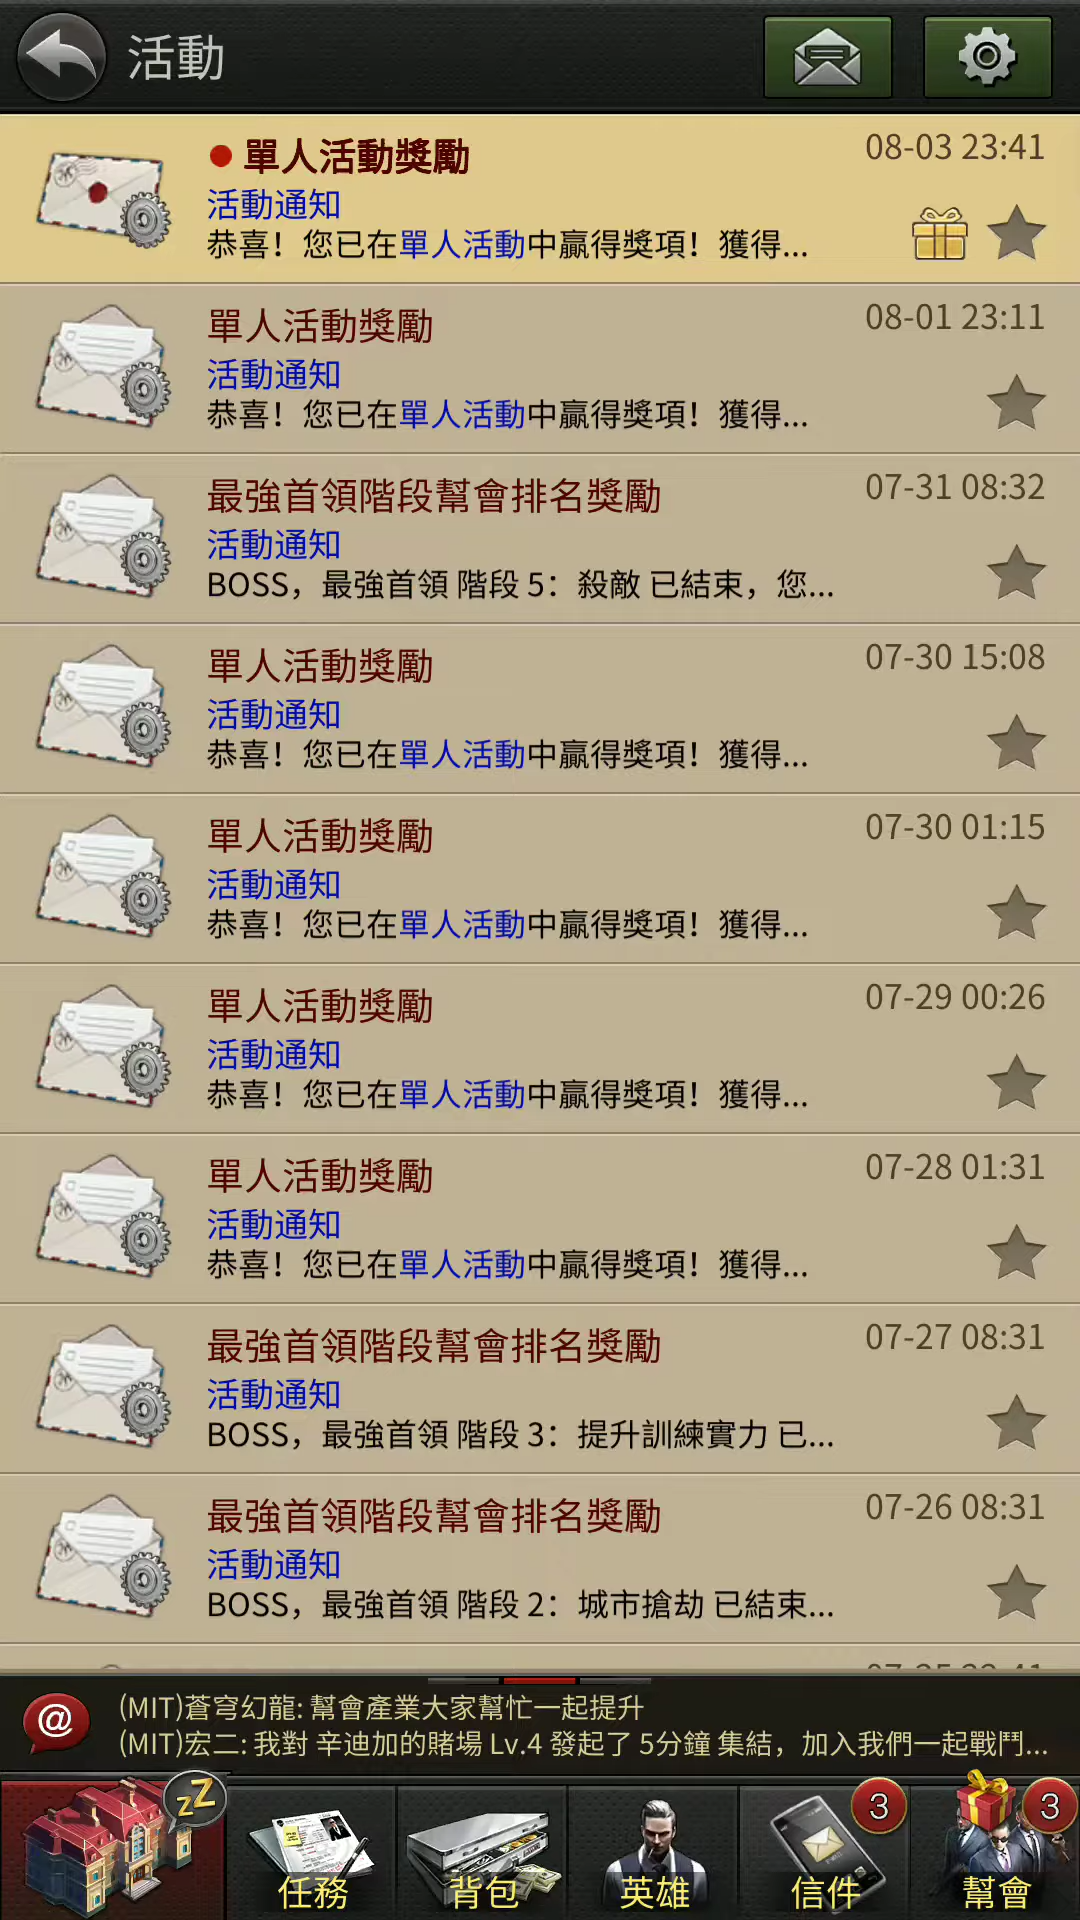 活動
單人活動獎勵
08-03 23:41
活動通知
恭喜！您已在單人活動中贏得獎項！獲得...
單人活動獎勵
08-01 23:11
活動通知
恭喜！您已在單人活動中贏得獎項！獲得...
最強首領階段幫會排名獎勵
07-31 08:32
活動通知
BOSS，最強首領 階段 5：殺敵 已結束，您...
單人活動獎勵
07-30 15:08
活動通知
恭喜！您已在單人活動中贏得獎項！獲得...
單人活動獎勵
07-30 01:15
活動通知
恭喜！您已在單人活動中贏得獎項！獲得...
單人活動獎勵
07-29 00:26
活動通知
恭喜！您已在單人活動中贏得獎項！獲得...
單人活動獎勵
07-28 01:31
活動通知
恭喜！您已在單人活動中贏得獎項！獲得...
最強首領階段幫會排名獎勵
07-27 08:31
活動通知
BOSS，最強首領 階段 3：提升訓練實力 已...
最強首領階段幫會排名獎勵
07-26 08:31
活動通知
BOSS，最強首領 階段 2：城市搶劫 已結束...
@
(MIT)蒼穹幻龍: 幫會產業大家幫忙一起提升
(MIT)宏二: 我對 辛迪加的賭場 Lv.4 發起了 5分鐘 集結，加入我們一起戰鬥...
zZ
3
3
任務
背包
英雄
信件
幫會